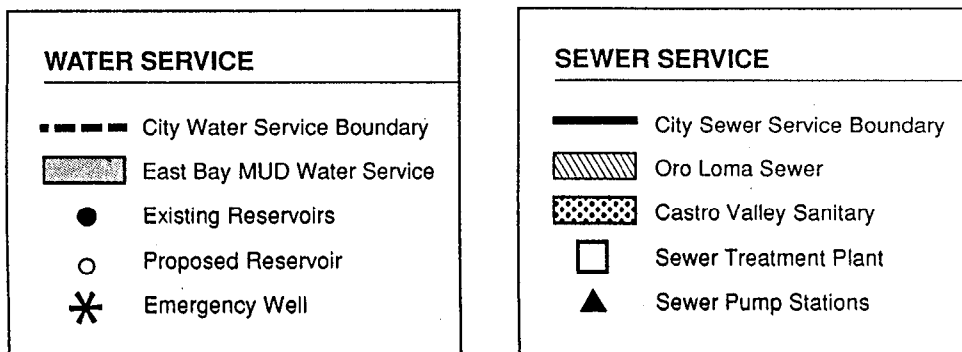 WATER SERVICE
City Water Service Boundary
East Bay MUD Water Service
Existing Reservoirs
Proposed Reservoir
Emergency Well
SEWER SERVICE
City Sewer Service Boundary
Oro Loma Sewer
Castro Valley Sanitary
Sewer Treatment Plant
Sewer Pump Stations